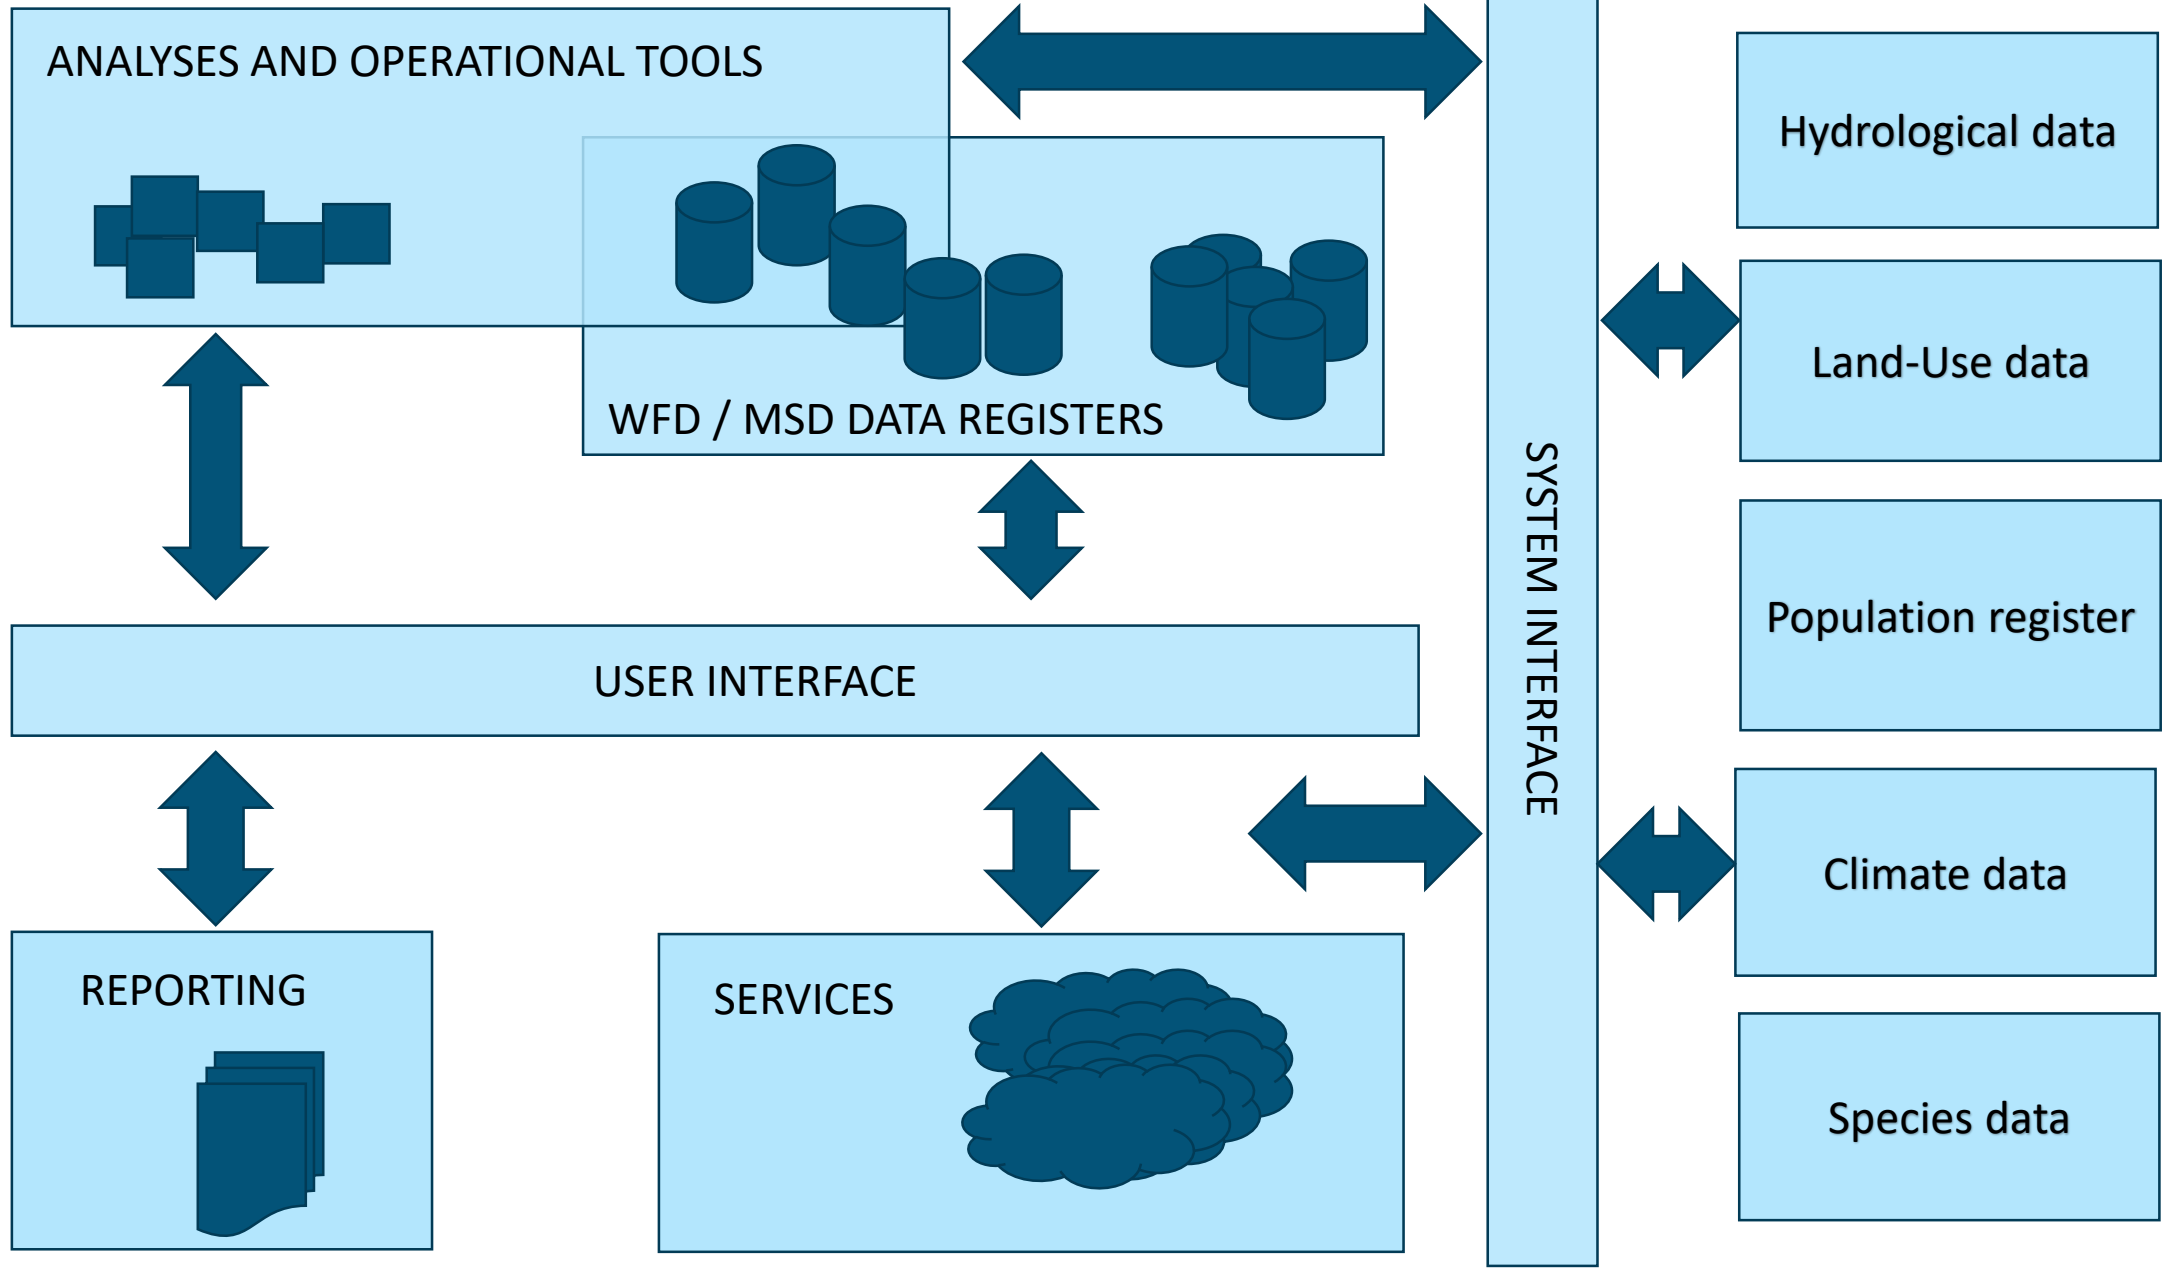 ANALYSES AND OPERATIONAL TOOLS
WFD / MSD DATA REGISTERS
USER INTERFACE
REPORTING
SERVICES
SYSTEM INTERFACE
Hydrological data
Land-Use data
Population register
Climate data
Species data